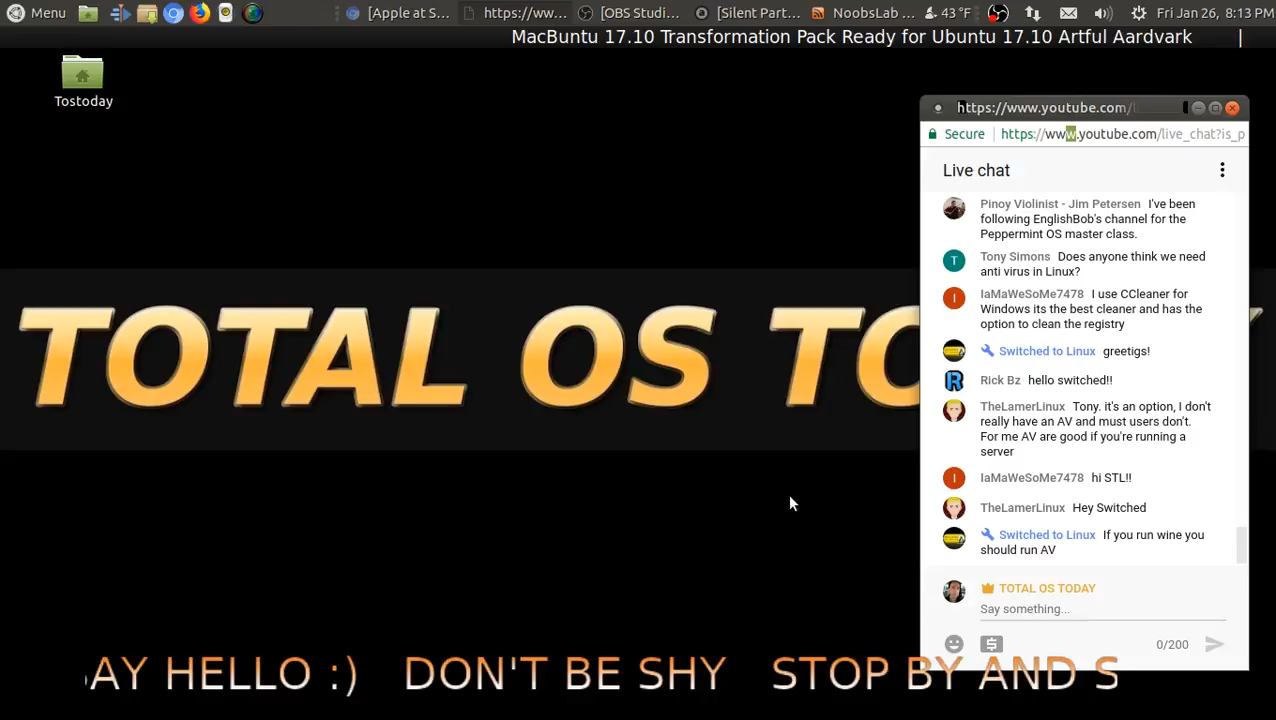 Menu [Apple at S... https://ww... [OBS Studi... [Silent Part... NoobsLab ... 43 °F Fri Jan 26, 8:13 PM
MacBuntu 17.10 Transformation Pack Ready for Ubuntu 17.10 Artful Aardvark |
Tostoday
https://www.youtube.com/l
Secure | https://www.youtube.com/live_chat?is_p
Live chat
Pinoy Violinist - Jim Petersen I've been
following EnglishBob's channel for the
Peppermint OS master class.
T Tony Simons Does anyone think we need
anti virus in Linux?
I IaMaWeSoMe7478 I use CCleaner for
Windows its the best cleaner and has the
option to clean the registry
Switched to Linux greetigs!
R Rick Bz hello switched!!
TheLamerLinux Tony. it's an option, I don't
really have an AV and must users don't.
For me AV are good if you're running a
server
I IaMaWeSoMe7478 hi STL!!
TheLamerLinux Hey Switched
Switched to Linux If you run wine you
should run AV
TOTAL OS TODAY
Say something...
0/200
TOTAL OS TO
AY HELLO :) DON'T BE SHY STOP BY AND S